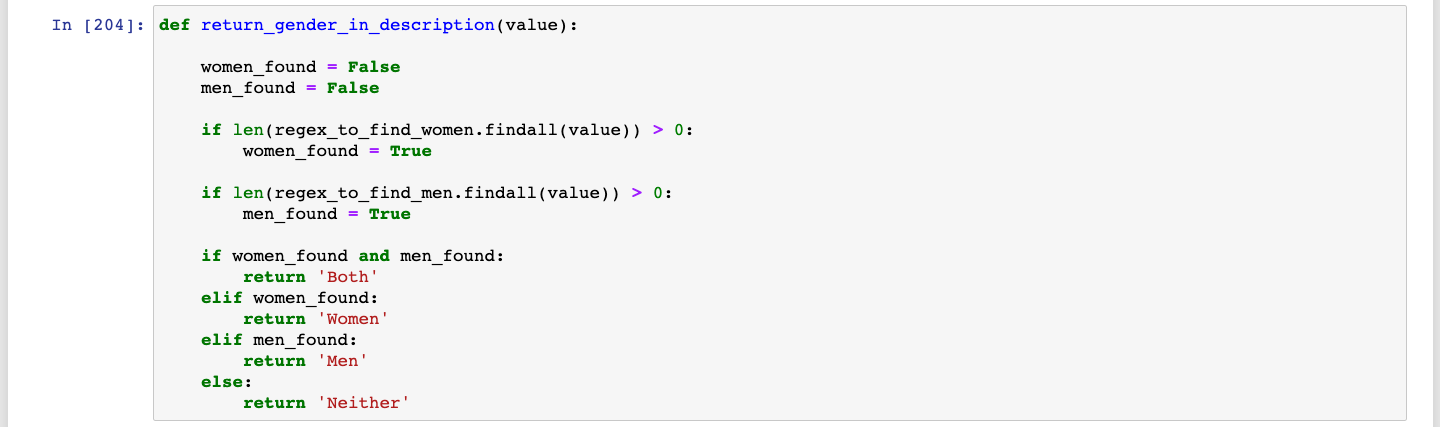 In [204]: def return_gender_in_description(value):

    women_found = False
    men_found = False

    if len(regex_to_find_women.findall(value)) > 0:
        women_found = True

    if len(regex_to_find_men.findall(value)) > 0:
        men_found = True

    if women_found and men_found:
        return 'Both'
    elif women_found:
        return 'Women'
    elif men_found:
        return 'Men'
    else:
        return 'Neither'